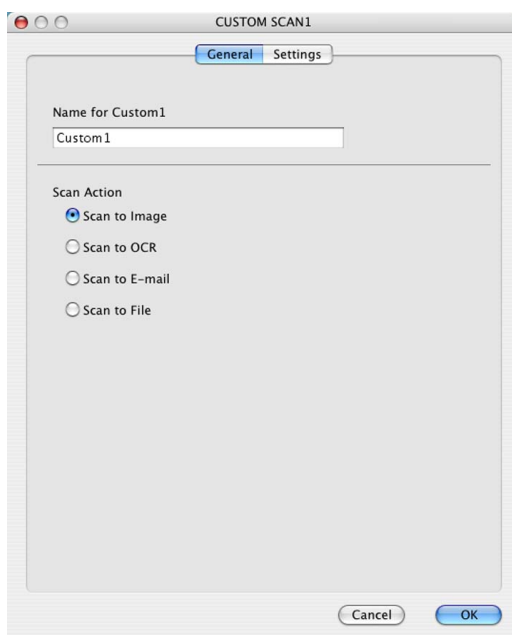 CUSTOM SCAN1
General Settings
Name for Custom1
Custom1
Scan Action
Scan to Image
Scan to OCR
Scan to E-mail
Scan to File
Cancel OK